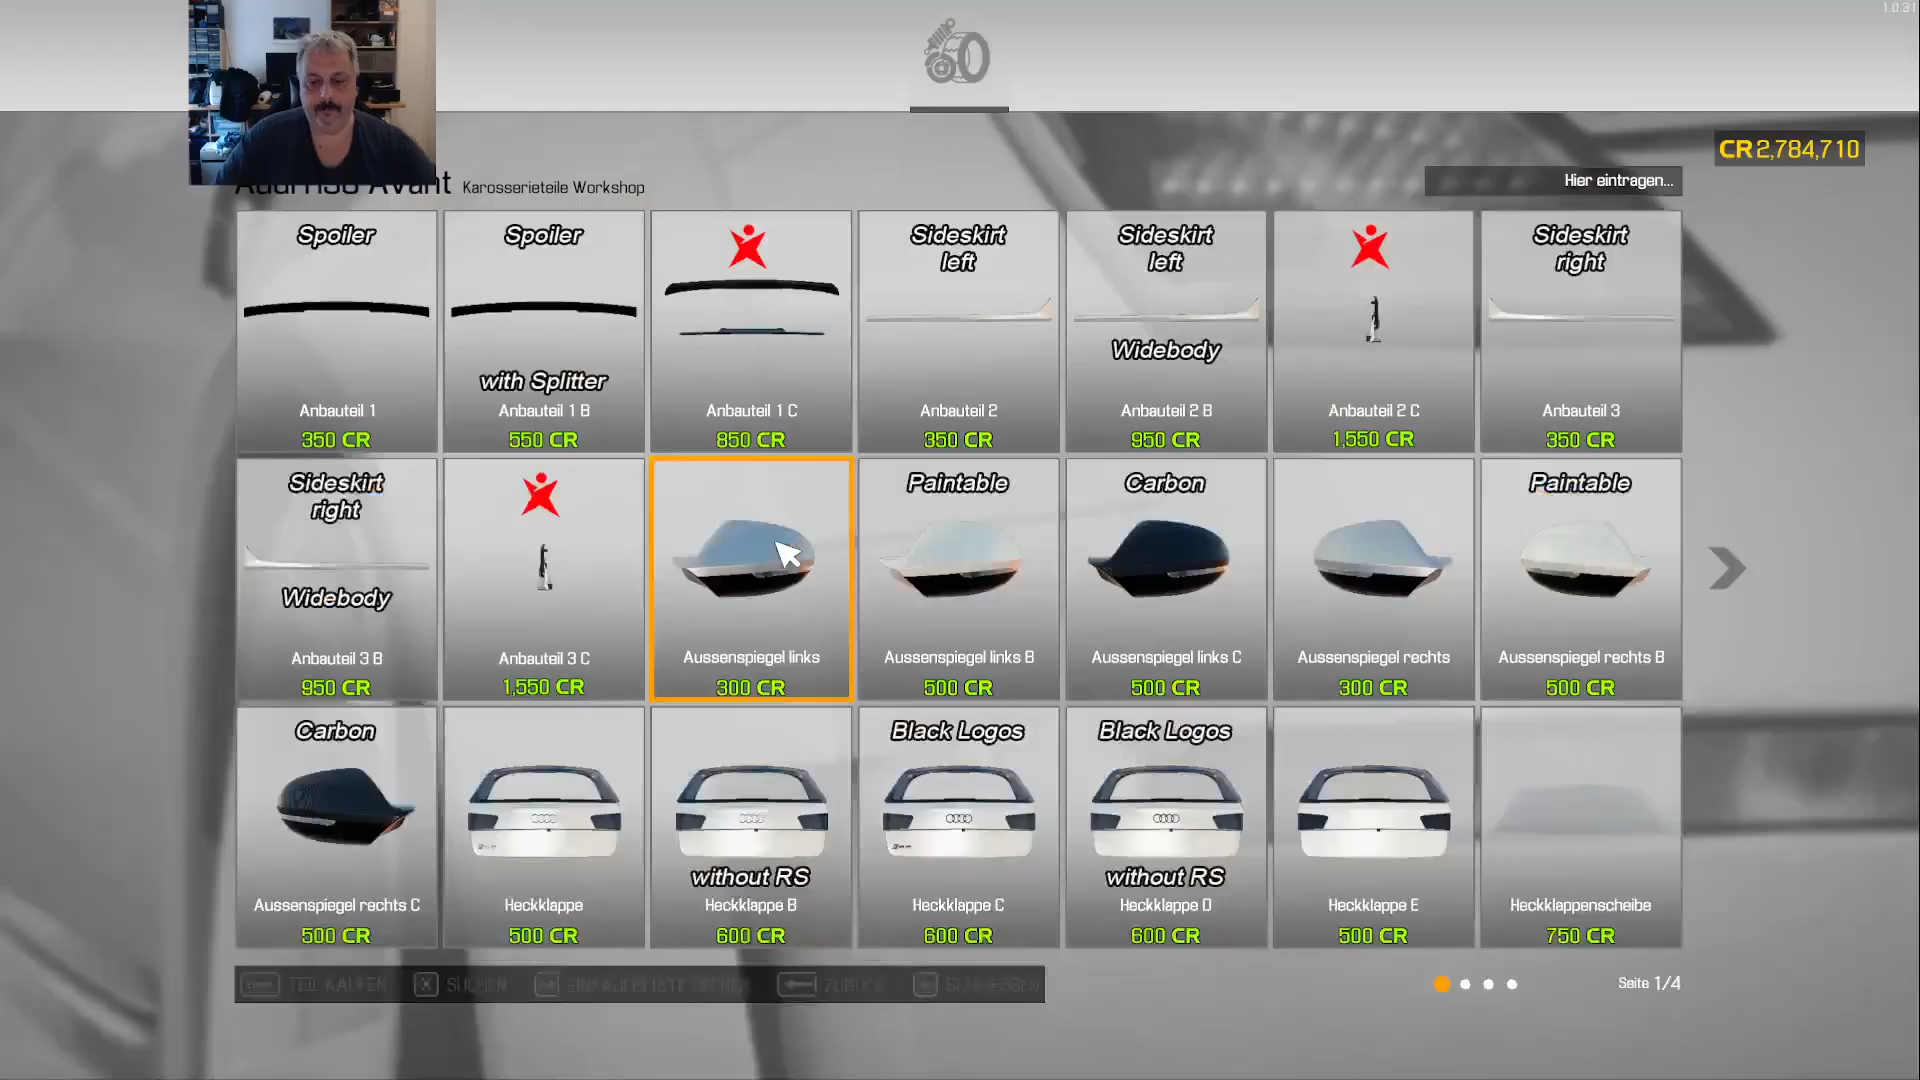 1.0.31
CR 2,784,710
Avant Karosserieteile Workshop
Hier eintragen...
Spoiler
Anbauteil 1
350 CR
Spoiler
with Splitter
Anbauteil 1 B
550 CR
Anbauteil 1 C
850 CR
Sideskirt
left
Anbauteil 2
350 CR
Sideskirt
left
Widebody
Anbauteil 2 B
950 CR
Anbauteil 2 C
1,550 CR
Sideskirt
right
Anbauteil 3
350 CR
Sideskirt
right
Widebody
Anbauteil 3 B
950 CR
Anbauteil 3 C
1,550 CR
Aussenspiegel links
300 CR
Paintable
Aussenspiegel links B
500 CR
Carbon
Aussenspiegel links C
500 CR
Aussenspiegel rechts
300 CR
Paintable
Aussenspiegel rechts B
500 CR
Carbon
Aussenspiegel rechts C
500 CR
Heckklappe
500 CR
without RS
Heckklappe B
600 CR
Black Logos
Heckklappe C
600 CR
Black Logos
without RS
Heckklappe D
600 CR
Heckklappe E
500 CR
Heckklappenscheibe
750 CR
TEIL KAUFEN X SUCHEN ZURÜCK
Seite 1/4